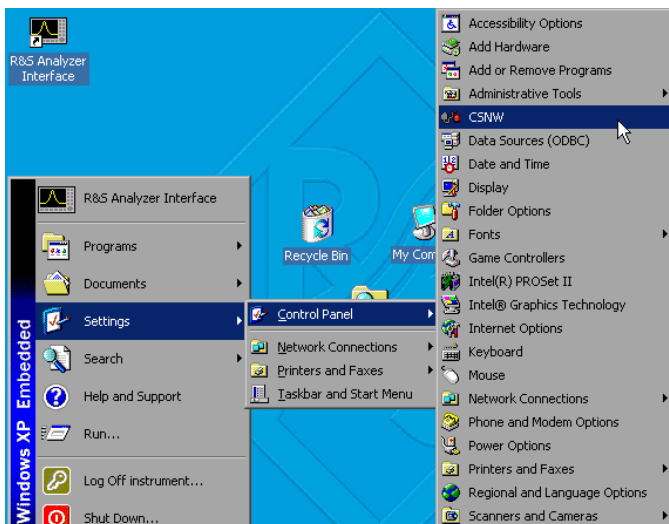 R&S Analyzer
Interface
Recycle Bin
My Com
Windows XP Embedded
R&S Analyzer Interface
Programs
Documents
Settings
Search
Help and Support
Run...
Log Off instrument...
Shut Down...
Control Panel
Network Connections
Printers and Faxes
Taskbar and Start Menu
Accessibility Options
Add Hardware
Add or Remove Programs
Administrative Tools
CSNW
Data Sources (ODBC)
Date and Time
Display
Folder Options
Fonts
Game Controllers
Intel(R) PROSet II
Intel® Graphics Technology
Internet Options
Keyboard
Mouse
Network Connections
Phone and Modem Options
Power Options
Printers and Faxes
Regional and Language Options
Scanners and Cameras